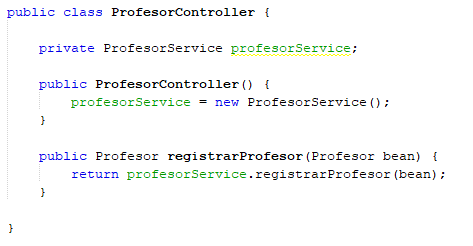 public class ProfesorController {
private ProfesorService profesorService;
public ProfesorController() {
profesorService = new ProfesorService();
}
public Profesor registrarProfesor(Profesor bean) {
return profesorService.registrarProfesor(bean);
}
}